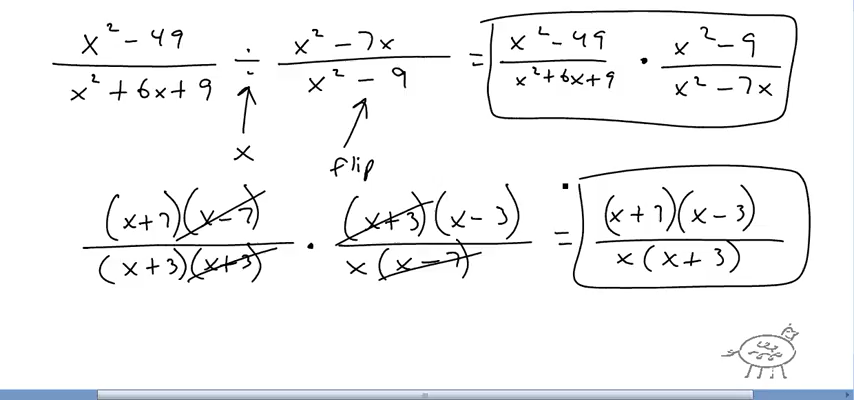 x² - 49 / x² + 6x + 9 ÷ x² - 7x / x² - 9 = x² - 49 / x² + 6x + 9 · x² - 9 / x² - 7x
x flip
(x+7)(x-7) / (x+3)(x+3) · (x+3)(x-3) / x(x-7) = (x+7)(x-3) / x(x+3)